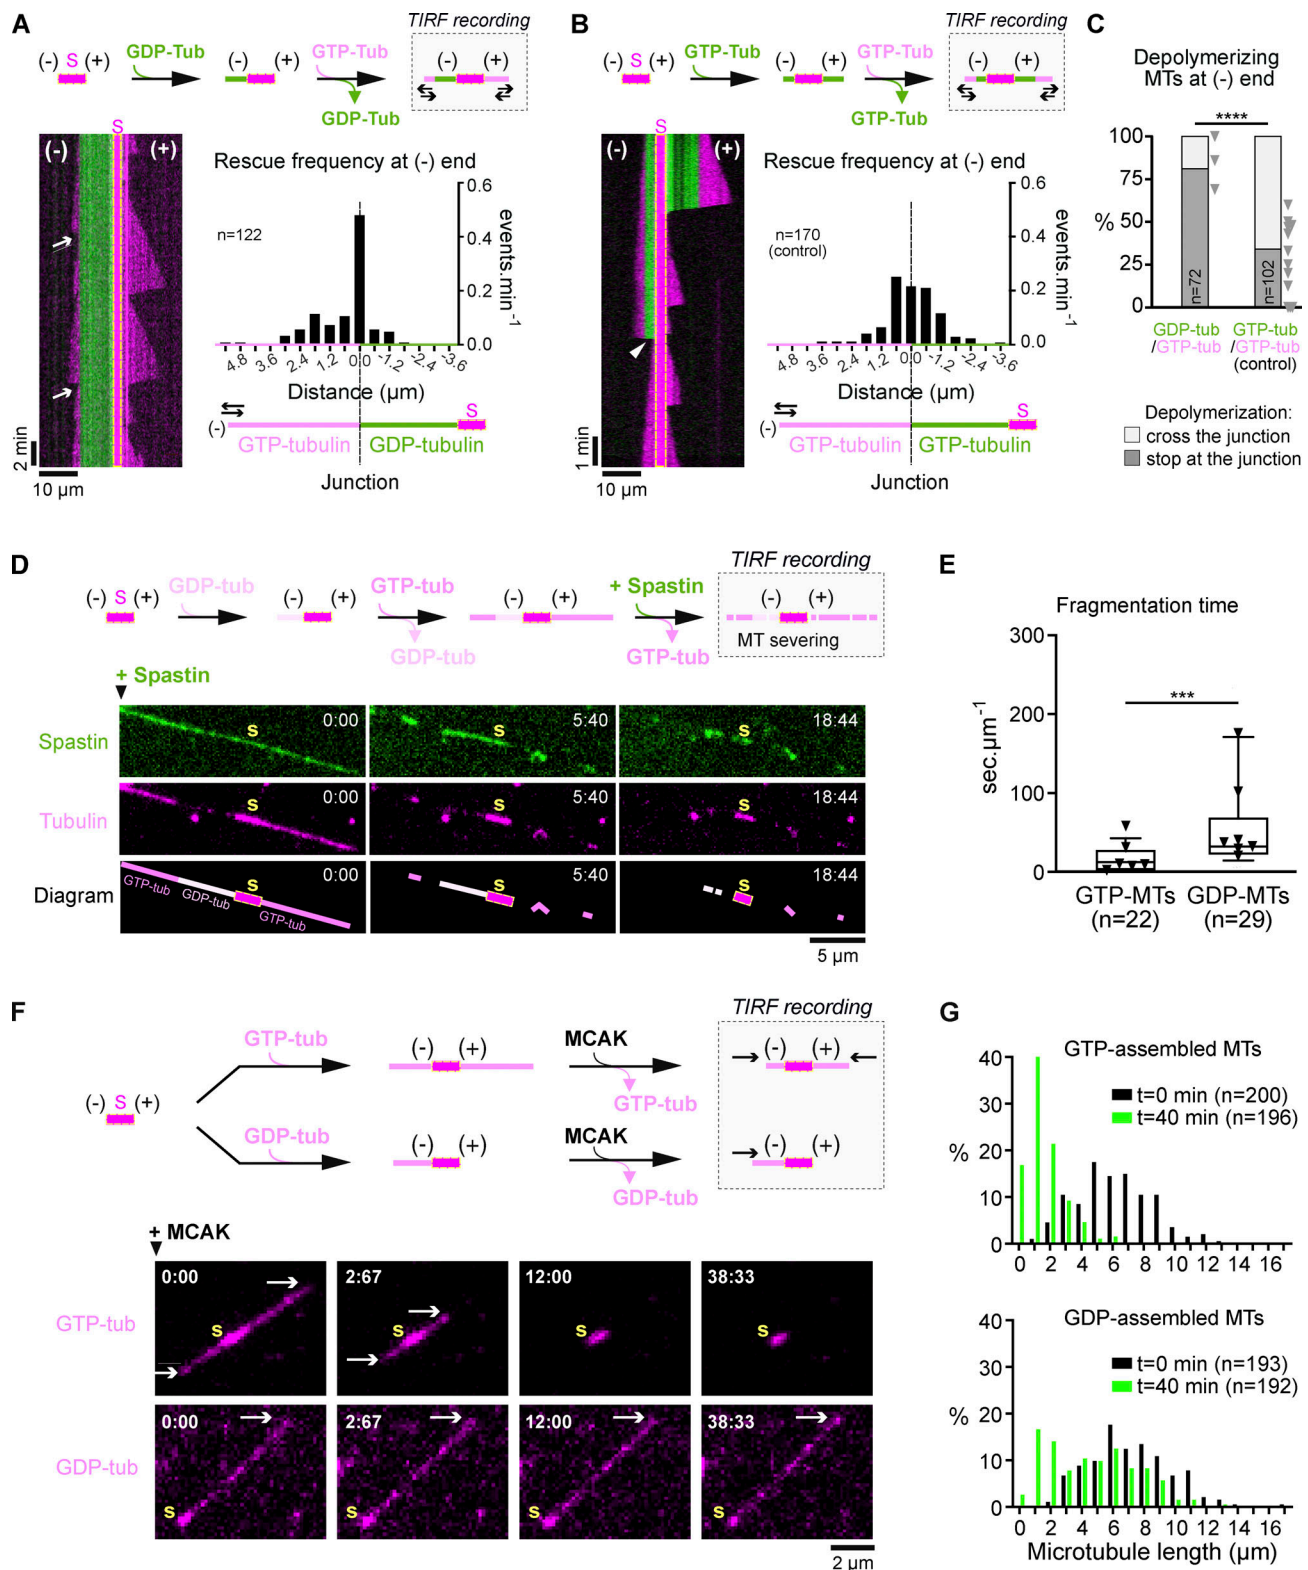 A
TIRF recording
(-) S (+)
GDP-Tub
(+)
GTP-Tub
(-)
(+)
GDP-Tub
S
(-)
(+)
2 min
10 µm
Rescue frequency at (-) end
n=122
0.6
0.4
0.2
0.0
events.min-1
4.8
3.6
2.4
1.2
0.0
-1.2
-2.4
-3.6
Distance (µm)
(-)
S
GTP-tubulin
GDP-tubulin
Junction
B
TIRF recording
(-) S (+)
GTP-Tub
(-)
(+)
GTP-Tub
(-)
(+)
GTP-Tub
S
(-)
(+)
1 min
10 µm
Rescue frequency at (-) end
n=170
(control)
0.6
0.4
0.2
0.0
events.min-1
4.8
3.6
2.4
1.2
0.0
-1.2
-2.4
-3.6
Distance (µm)
(-)
S
GTP-tubulin
GTP-tubulin
Junction
C
Depolymerizing
MTs at (-) end
****
100
75
%
50
25
0
n=72
n=102
GDP-tub
/GTP-tub
GTP-tub
/GTP-tub
(control)
Depolymerization:
cross the junction
stop at the junction
D
TIRF recording
(-) S (+)
GDP-tub
(-)
(+)
GTP-tub
GDP-tub
(-)
(+)
+ Spastin
GTP-tub
(-)
(+)
MT severing
+ Spastin
Spastin
S
0:00
S
5:40
S
18:44
Tubulin
S
0:00
S
5:40
S
18:44
Diagram
S
0:00
GTP-tub
GDP-tub
GTP-tub
S
5:40
S
18:44
5 µm
E
Fragmentation time
300
200
100
0
sec.µm-1
***
GTP-MTs
(n=22)
GDP-MTs
(n=29)
F
TIRF recording
(-) S (+)
GTP-tub
(-)
(+)
MCAK
GTP-tub
(-)
(+)
GDP-tub
(-)
(+)
MCAK
GDP-tub
(-)
(+)
+ MCAK
GTP-tub
0:00
S
2:67
S
12:00
S
38:33
S
GDP-tub
0:00
S
2:67
S
12:00
S
38:33
S
2 µm
G
GTP-assembled MTs
t=0 min (n=200)
t=40 min (n=196)
40
30
20
%
10
0
0 2 4 6 8 10 12 14 16
GDP-assembled MTs
t=0 min (n=193)
t=40 min (n=192)
40
30
20
%
10
0
0 2 4 6 8 10 12 14 16
Microtubule length (µm)